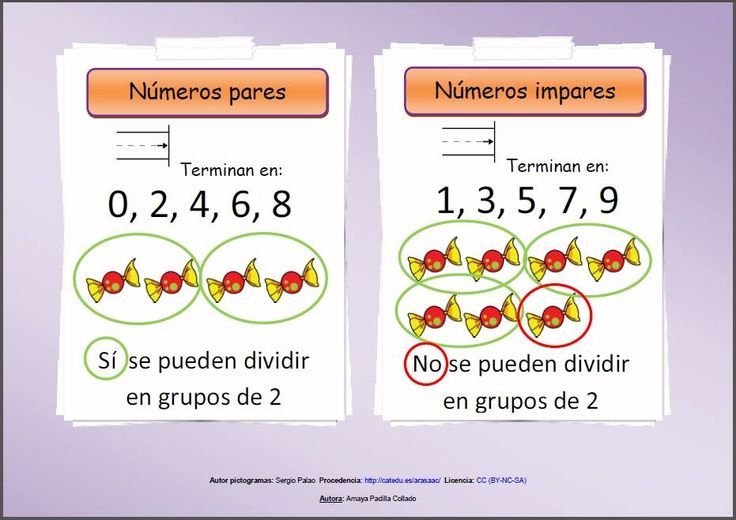 Números pares
Terminan en:
0, 2, 4, 6, 8
Sí se pueden dividir
en grupos de 2
Números impares
Terminan en:
1, 3, 5, 7, 9
No se pueden dividir
en grupos de 2
Autor pictogramas: Sergio Palao Procedencia: http://catedu.es/arasaac/ Licencia: CC (BY-NC-SA)
Autora: Amaya Padilla Collado